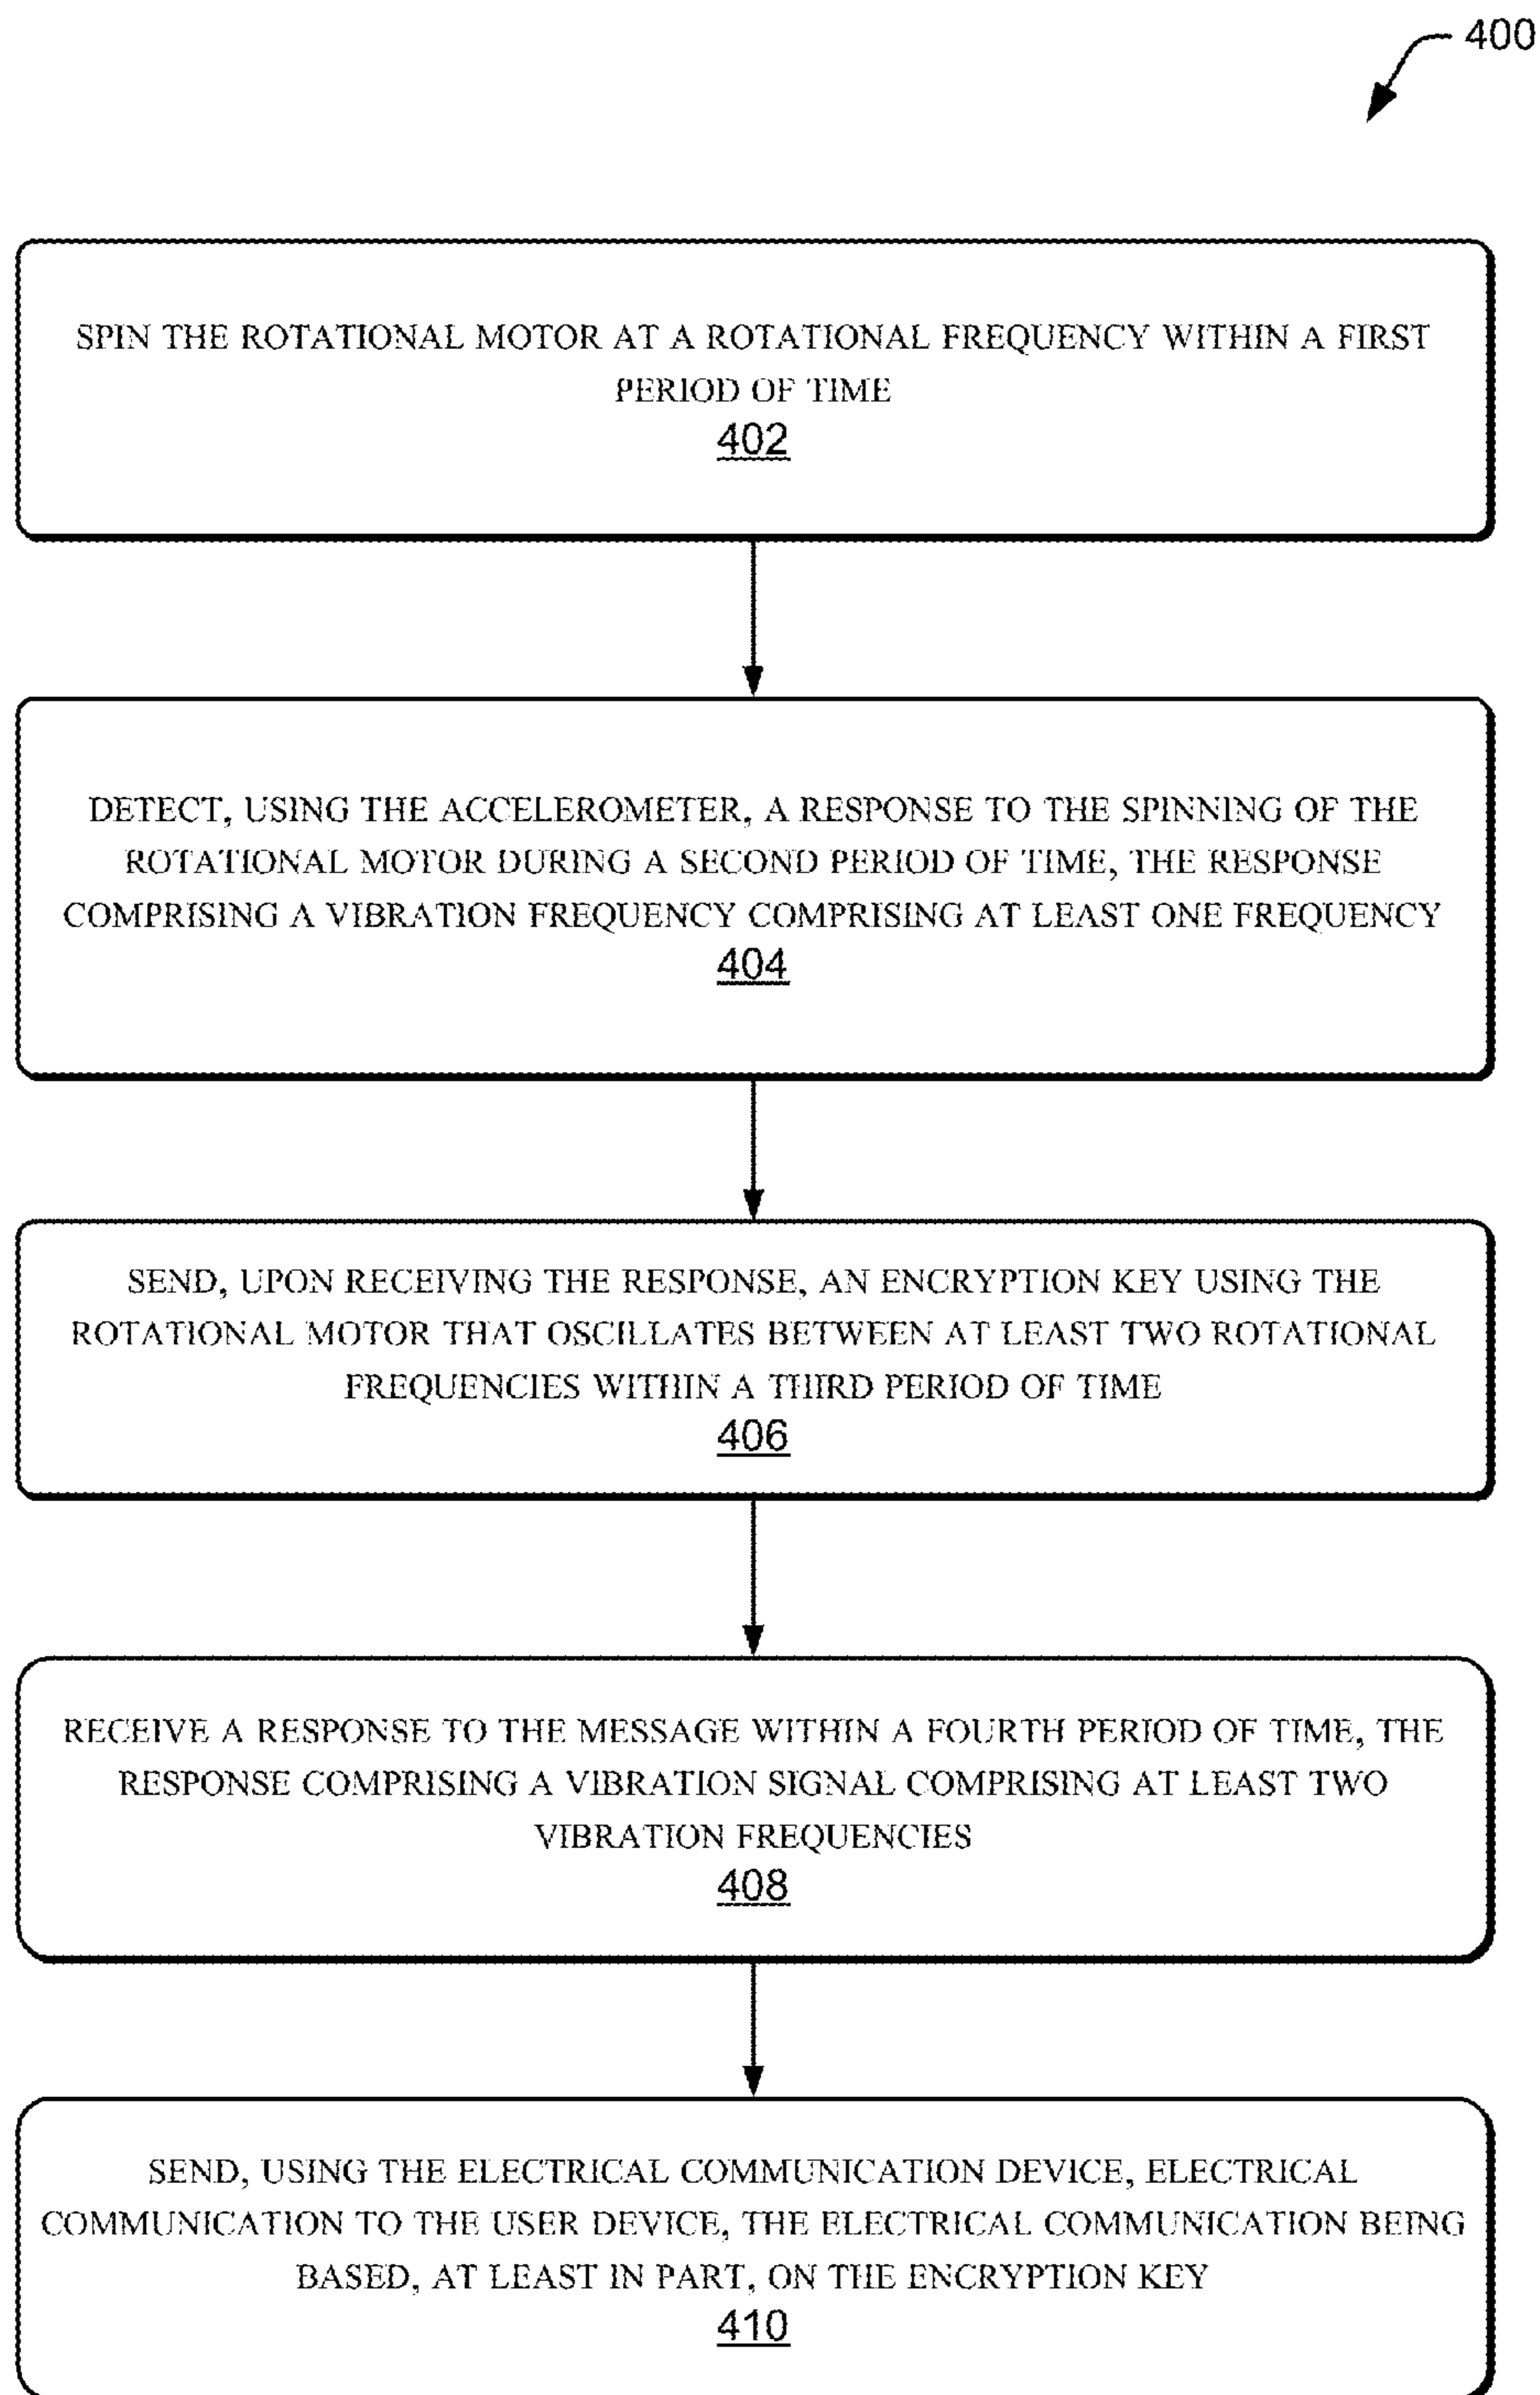 400
SPIN THE ROTATIONAL MOTOR AT A ROTATIONAL FREQUENCY WITHIN A FIRST
PERIOD OF TIME
402
DETECT, USING THE ACCELEROMETER, A RESPONSE TO THE SPINNING OF THE
ROTATIONAL MOTOR DURING A SECOND PERIOD OF TIME, THE RESPONSE
COMPRISING A VIBRATION FREQUENCY COMPRISING AT LEAST ONE FREQUENCY
404
SEND, UPON RECEIVING THE RESPONSE, AN ENCRYPTION KEY USING THE
ROTATIONAL MOTOR THAT OSCILLATES BETWEEN AT LEAST TWO ROTATIONAL
FREQUENCIES WITHIN A THIRD PERIOD OF TIME
406
RECEIVE A RESPONSE TO THE MESSAGE WITHIN A FOURTH PERIOD OF TIME, THE
RESPONSE COMPRISING A VIBRATION SIGNAL COMPRISING AT LEAST TWO
VIBRATION FREQUENCIES
408
SEND, USING THE ELECTRICAL COMMUNICATION DEVICE, ELECTRICAL
COMMUNICATION TO THE USER DEVICE, THE ELECTRICAL COMMUNICATION BEING
BASED, AT LEAST IN PART, ON THE ENCRYPTION KEY
410